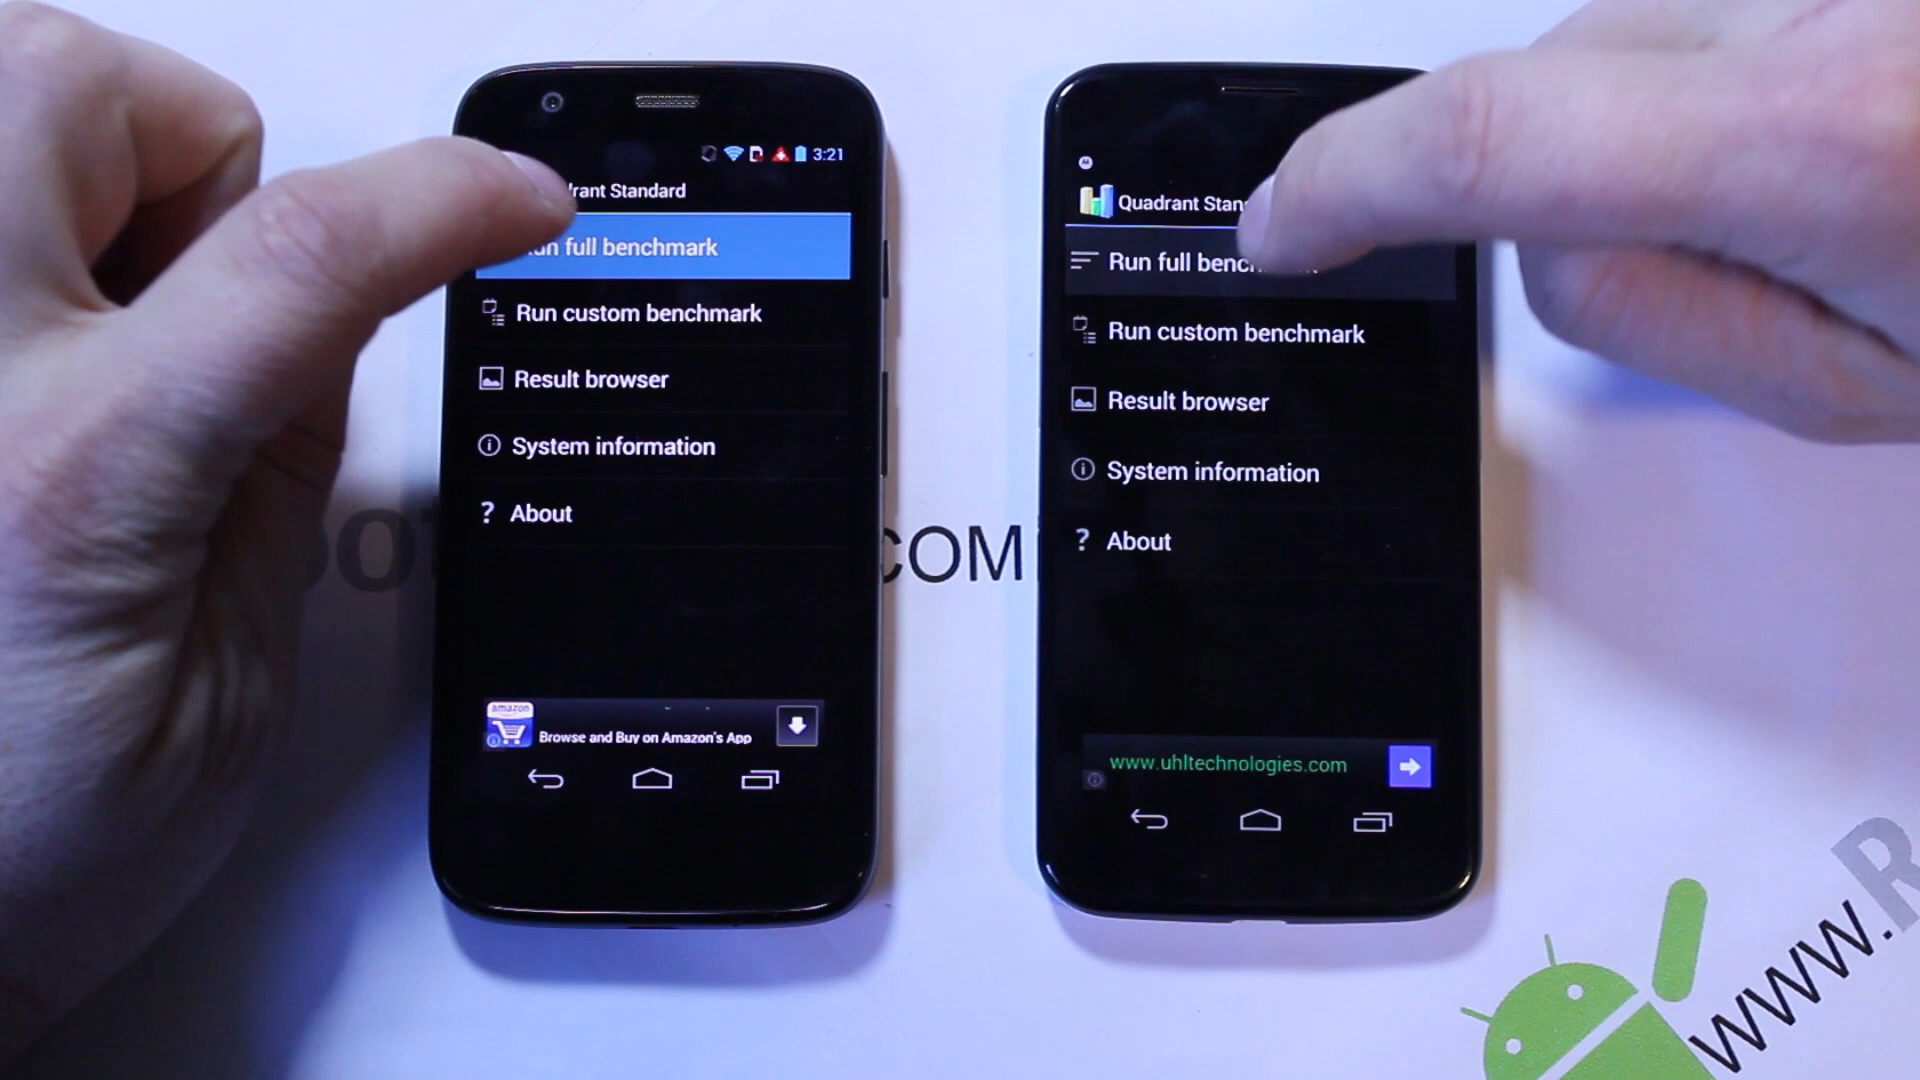 3:21
drant Standard
un full benchmark
Run custom benchmark
Result browser
System information
? About
amazon
Browse and Buy on Amazon's App
Quadrant Stan
Run full benc
Run custom benchmark
Result browser
System information
? About
www.uhltechnologies.com
COM
www.R